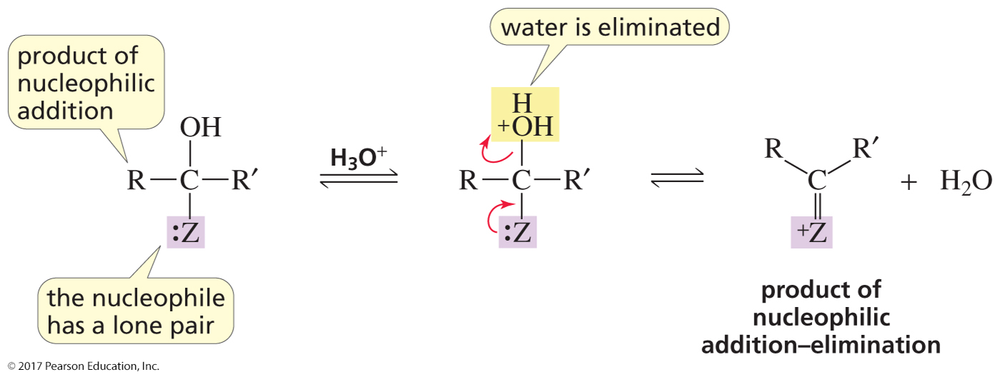 water is eliminated
product of
nucleophilic
addition
OH
R—C—R′
:Z
the nucleophile
has a lone pair
H₃O⁺
H
+OH
R—C—R′
:Z
R R′
C
+Z
+ H₂O
product of
nucleophilic
addition–elimination
© 2017 Pearson Education, Inc.